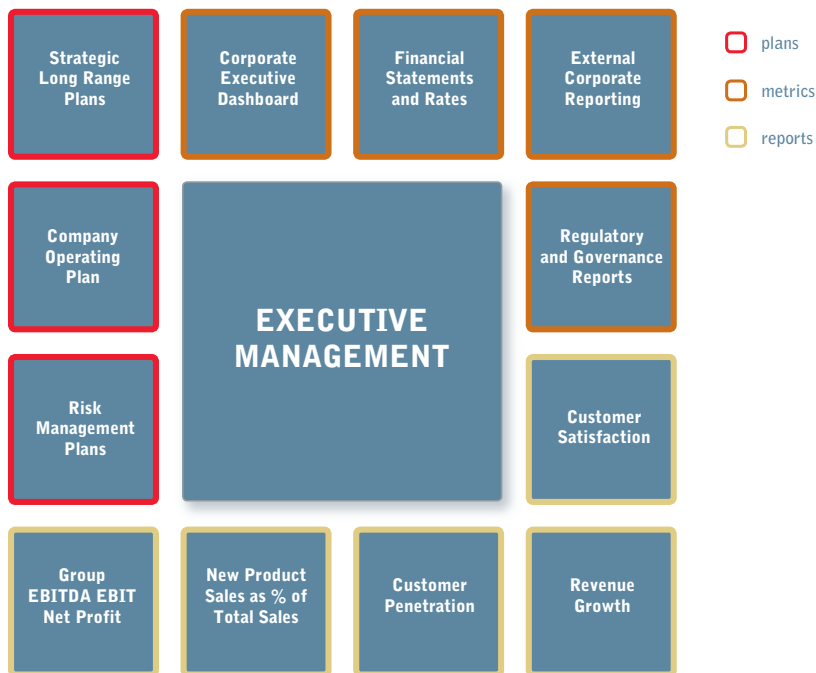 Strategic
Long Range
Plans
Corporate
Executive
Dashboard
Financial
Statements
and Rates
External
Corporate
Reporting
plans
metrics
reports
Company
Operating
Plan
EXECUTIVE
MANAGEMENT
Regulatory
and Governance
Reports
Risk
Management
Plans
Customer
Satisfaction
Group
EBITDA EBIT
Net Profit
New Product
Sales as % of
Total Sales
Customer
Penetration
Revenue
Growth